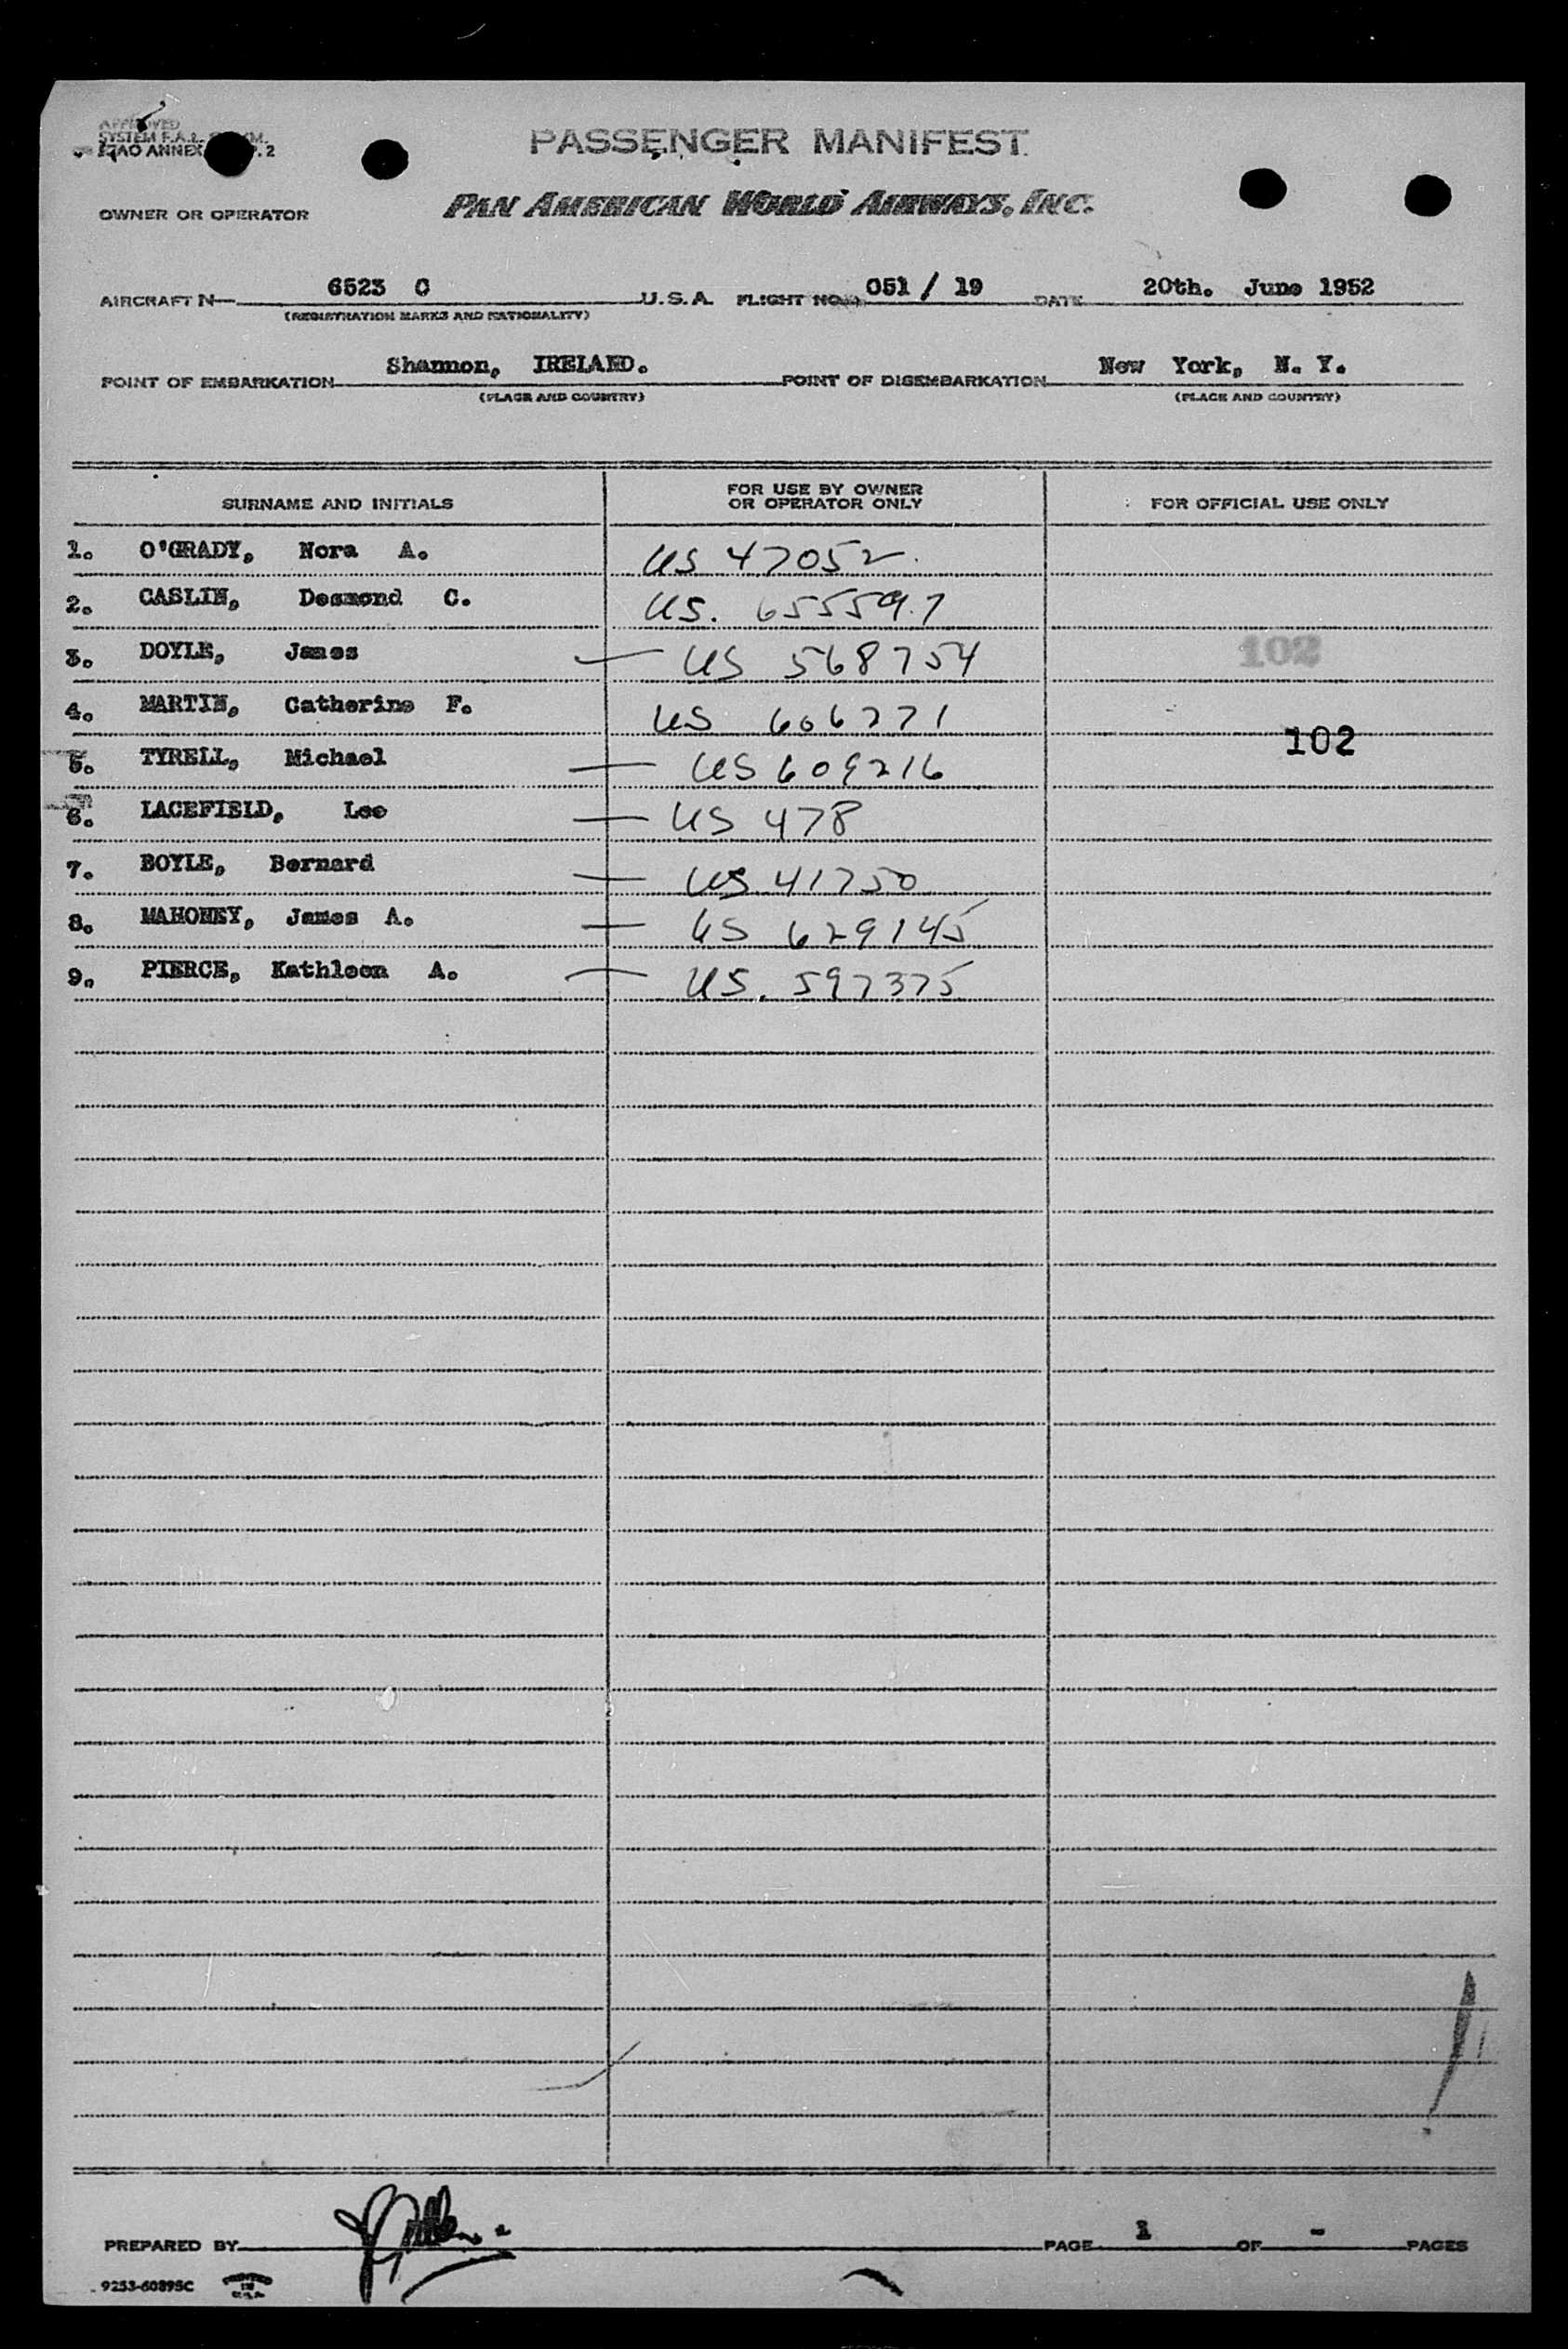 APPROVED
SYSTEM F.A.L.
ICAO ANNEX 2
PASSENGER MANIFEST
OWNER OR OPERATOR PAN AMERICAN WORLD AIRWAYS, INC.
AIRCRAFT N 6523 C U.S.A. FLIGHT NO. 051 / 19 DATE 20th. June 1952
(REGISTRATION MARKS AND NATIONALITY)
POINT OF EMBARKATION Shannon, IRELAND. POINT OF DISEMBARKATION New York, N. Y.
(PLACE AND COUNTRY) (PLACE AND COUNTRY)
SURNAME AND INITIALS FOR USE BY OWNER OR OPERATOR ONLY FOR OFFICIAL USE ONLY
1. O'GRADY, Nora A. US 47052
2. CASLIN, Desmond C. US. 655597
3. DOYLE, James — US 568754 102
4. MARTIN, Catherine F. US 606771
102
5. TYRELL, Michael — US 609216
6. LACEFIELD, Lee — US 478
7. BOYLE, Bernard — US 41750
8. MAHONEY, James A. — US 629145
9. PIERCE, Kathleen A. — US. 597375
PREPARED BY PAGE 1 OF - PAGES
9253-60895C